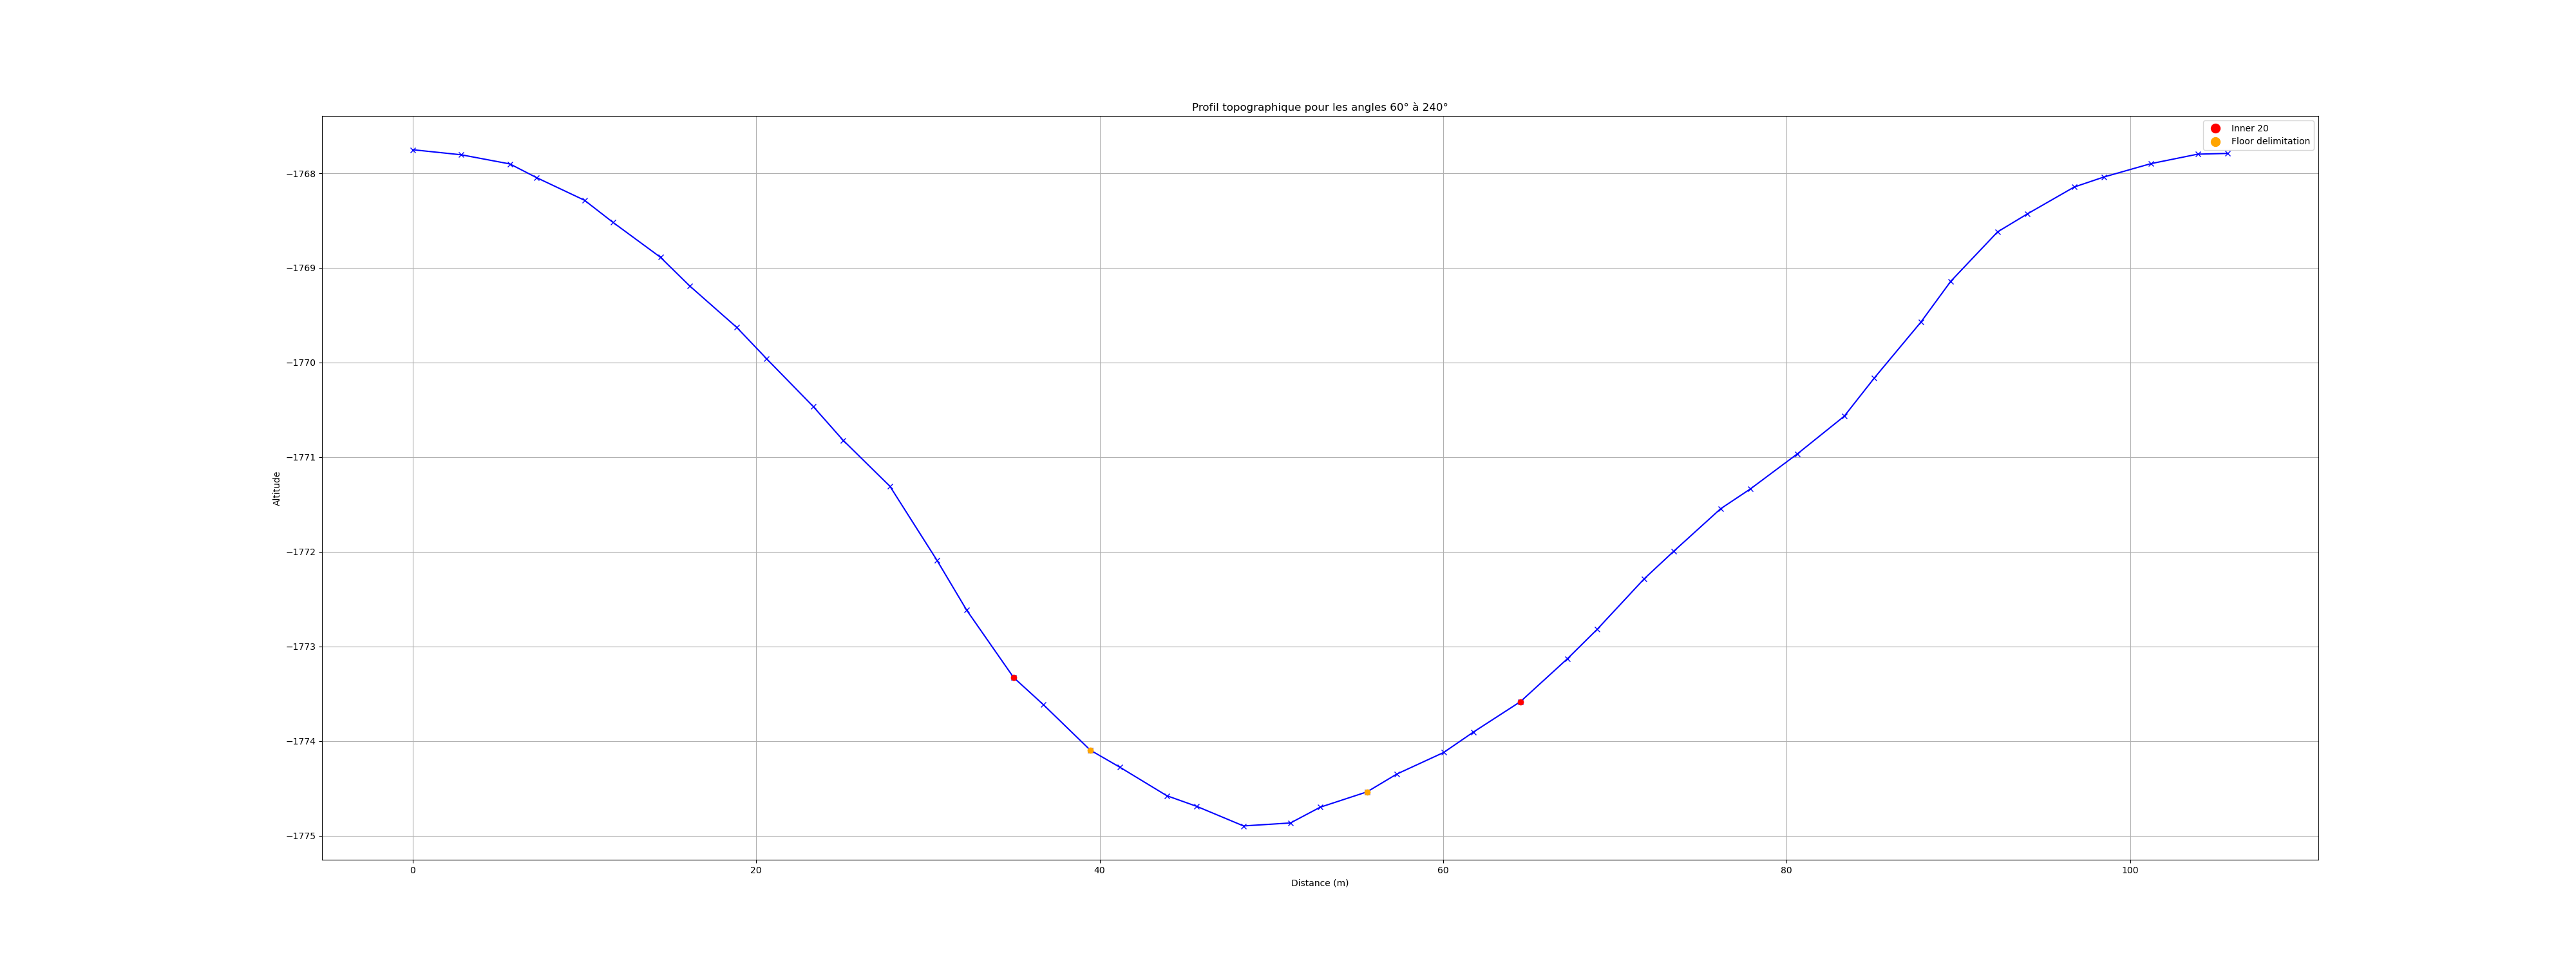 Profil topographique pour les angles 60° à 240°
Inner 20
Floor delimitation
−1768
−1769
−1770
−1771
−1772
−1773
−1774
−1775
Altitude
0
20
40
60
80
100
Distance (m)